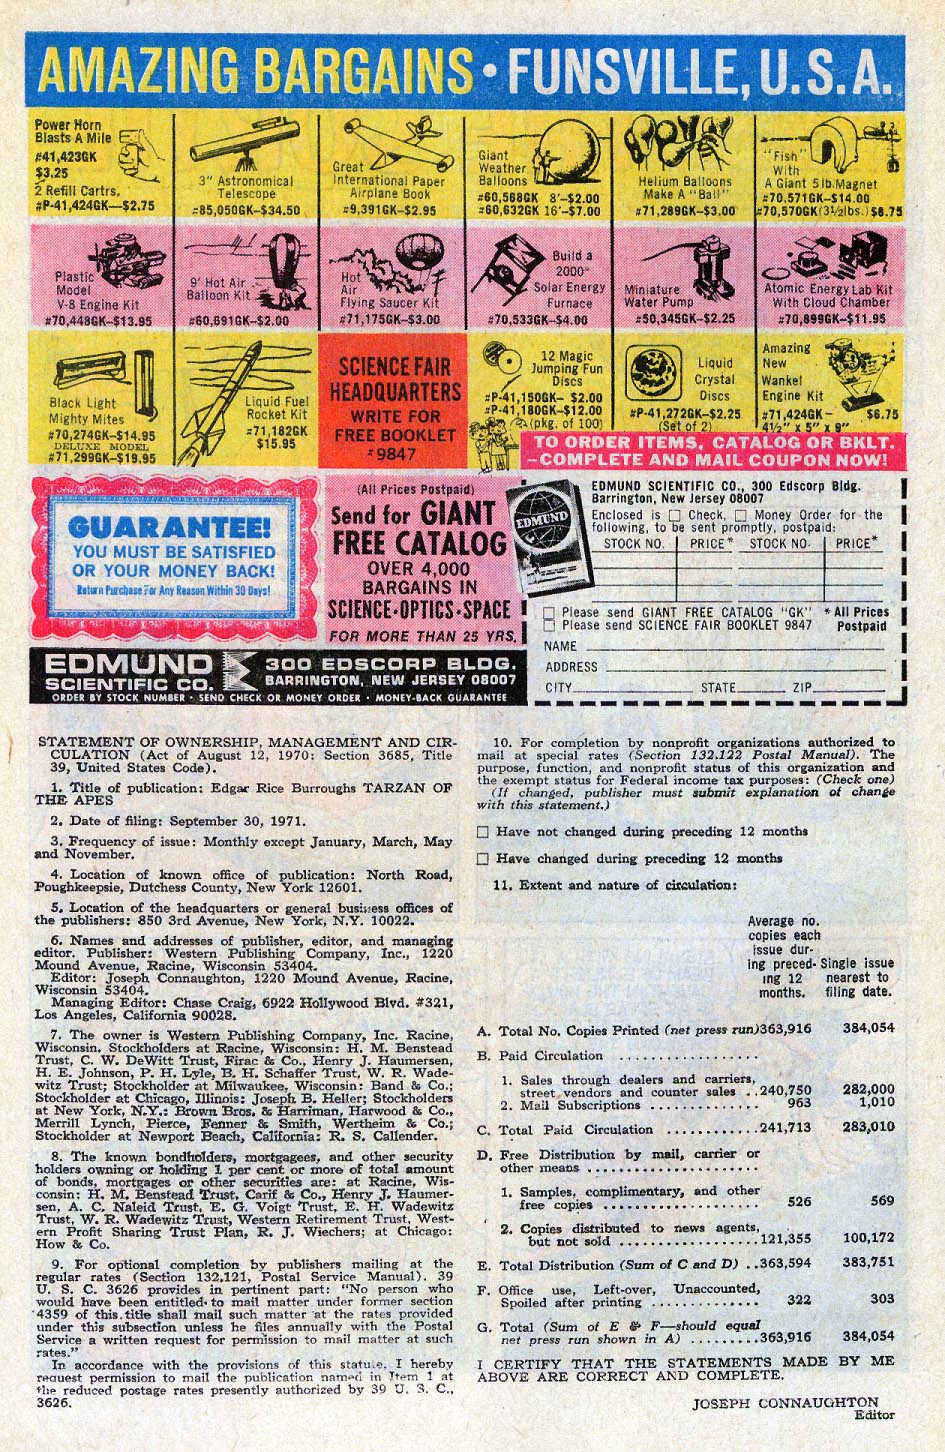 AMAZING BARGAINS • FUNSVILLE, U.S.A.
Power Horn
Blasts A Mile
#41,423GK
$3.25
2 Refill Cartrs.
#P-41,424GK—$2.75
3" Astronomical
Telescope
#85,050GK–$34.50
Great
International Paper
Airplane Book
#9,391GK–$2.95
Giant
Weather
Balloons
#60,568GK 8'–$2.00
#60,632GK 16'–$7.00
Helium Balloons
Make A "Ball"
#71,289GK–$3.00
"Fish"
With
A Giant 5 lb. Magnet
#70,571GK–$14.00
#70,570GK(3½lbs.) $8.75
Plastic
Model
V-8 Engine Kit
#70,448GK–$13.95
9' Hot Air
Balloon Kit
#60,691GK–$2.00
Hot
Air
Flying Saucer Kit
#71,175GK–$3.00
Build a
2000°
Solar Energy
Furnace
#70,533GK–$4.00
Miniature
Water Pump
#50,345GK–$2.25
Atomic Energy Lab Kit
With Cloud Chamber
#70,899GK–$11.95
Black Light
Mighty Mites
#70,274GK–$14.95
DELUXE MODEL
#71,299GK–$19.95
Liquid Fuel
Rocket Kit
#71,182GK
$15.95
SCIENCE FAIR
HEADQUARTERS
WRITE FOR
FREE BOOKLET
#9847
12 Magic
Jumping Fun
Discs
#P-41,150GK– $2.00
#P-41,180GK–$12.00
(pkg. of 100)
Liquid
Crystal
Discs
#P-41,272GK–$2.25
(Set of 2)
Amazing
New
Wankel
Engine Kit
#71,424GK– $6.75
4½" x 5" x 9"
TO ORDER ITEMS, CATALOG OR BKLT.
–COMPLETE AND MAIL COUPON NOW!
GUARANTEE!
YOU MUST BE SATISFIED
OR YOUR MONEY BACK!
Return Purchase For Any Reason Within 30 Days!
(All Prices Postpaid)
Send for GIANT
FREE CATALOG
OVER 4,000
BARGAINS IN
SCIENCE•OPTICS•SPACE
FOR MORE THAN 25 YRS.
EDMUND
EDMUND SCIENTIFIC CO., 300 Edscorp Bldg.
Barrington, New Jersey 08007
Enclosed is □ Check, □ Money Order for the
following, to be sent promptly, postpaid:
STOCK NO. PRICE* STOCK NO. PRICE*
□ Please send GIANT FREE CATALOG "GK" * All Prices
□ Please send SCIENCE FAIR BOOKLET 9847 Postpaid
NAME
ADDRESS
CITY STATE ZIP
EDMUND
SCIENTIFIC CO.
300 EDSCORP BLDG.
BARRINGTON, NEW JERSEY 08007
ORDER BY STOCK NUMBER • SEND CHECK OR MONEY ORDER • MONEY-BACK GUARANTEE
STATEMENT OF OWNERSHIP, MANAGEMENT AND CIR-
CULATION (Act of August 12, 1970: Section 3685, Title
39, United States Code).
1. Title of publication: Edgar Rice Burroughs TARZAN OF
THE APES
2. Date of filing: September 30, 1971.
3. Frequency of issue: Monthly except January, March, May
and November.
4. Location of known office of publication: North Road,
Poughkeepsie, Dutchess County, New York 12601.
5. Location of the headquarters or general business offices of
the publishers: 850 3rd Avenue, New York, N.Y. 10022.
6. Names and addresses of publisher, editor, and managing
editor. Publisher: Western Publishing Company, Inc., 1220
Mound Avenue, Racine, Wisconsin 53404.
Editor: Joseph Connaughton, 1220 Mound Avenue, Racine,
Wisconsin 53404.
Managing Editor: Chase Craig, 6922 Hollywood Blvd. #321,
Los Angeles, California 90028.
7. The owner is Western Publishing Company, Inc. Racine,
Wisconsin. Stockholders at Racine, Wisconsin: H. M. Benstead
Trust, C. W. DeWitt Trust, Firac & Co., Henry J. Haumersen,
H. E. Johnson, P. H. Lyle, B. H. Schaffer Trust, W. R. Wade-
witz Trust; Stockholder at Milwaukee, Wisconsin: Band & Co.;
Stockholder at Chicago, Illinois: Joseph B. Heller; Stockholders
at New York, N.Y.: Brown Bros. & Harriman, Harwood & Co.,
Merrill Lynch, Pierce, Fenner & Smith, Wertheim & Co.;
Stockholder at Newport Beach, California: R. S. Callender.
8. The known bondholders, mortgagees, and other security
holders owning or holding 1 per cent or more of total amount
of bonds, mortgages or other securities are: at Racine, Wis-
consin: H. M. Benstead Trust, Carif & Co., Henry J. Haumer-
sen, A. C. Naleid Trust, E. G. Voigt Trust, E. H. Wadewitz
Trust, W. R. Wadewitz Trust, Western Retirement Trust, West-
ern Profit Sharing Trust Plan, R. J. Wiechers; at Chicago:
How & Co.
9. For optional completion by publishers mailing at the
regular rates (Section 132.121, Postal Service Manual). 39
U. S. C. 3626 provides in pertinent part: "No person who
would have been entitled to mail matter under former section
4359 of this title shall mail such matter at the rates provided
under this subsection unless he files annually with the Postal
Service a written request for permission to mail matter at such
rates."
In accordance with the provisions of this statute, I hereby
request permission to mail the publication named in Item 1 at
the reduced postage rates presently authorized by 39 U. S. C.,
3626.
10. For completion by nonprofit organizations authorized to
mail at special rates (Section 132.122 Postal Manual). The
purpose, function, and nonprofit status of this organization and
the exempt status for Federal income tax purposes: (Check one)
(If changed, publisher must submit explanation of change
with this statement.)
□ Have not changed during preceding 12 months
□ Have changed during preceding 12 months
11. Extent and nature of circulation:
Average no.
copies each
issue dur-
ing preced- Single issue
ing 12 nearest to
months. filing date.
A. Total No. Copies Printed (net press run) 363,916 384,054
B. Paid Circulation ..................
1. Sales through dealers and carriers,
street vendors and counter sales ..240,750 282,000
2. Mail Subscriptions .............. 963 1,010
C. Total Paid Circulation ............241,713 283,010
D. Free Distribution by mail, carrier or
other means ......................
1. Samples, complimentary, and other
free copies .................... 526 569
2. Copies distributed to news agents,
but not sold ..................121,355 100,172
E. Total Distribution (Sum of C and D) ..363,594 383,751
F. Office use, Left-over, Unaccounted,
Spoiled after printing .............. 322 303
G. Total (Sum of E & F—should equal
net press run shown in A) ..........363,916 384,054
I CERTIFY THAT THE STATEMENTS MADE BY ME
ABOVE ARE CORRECT AND COMPLETE.
JOSEPH CONNAUGHTON
Editor